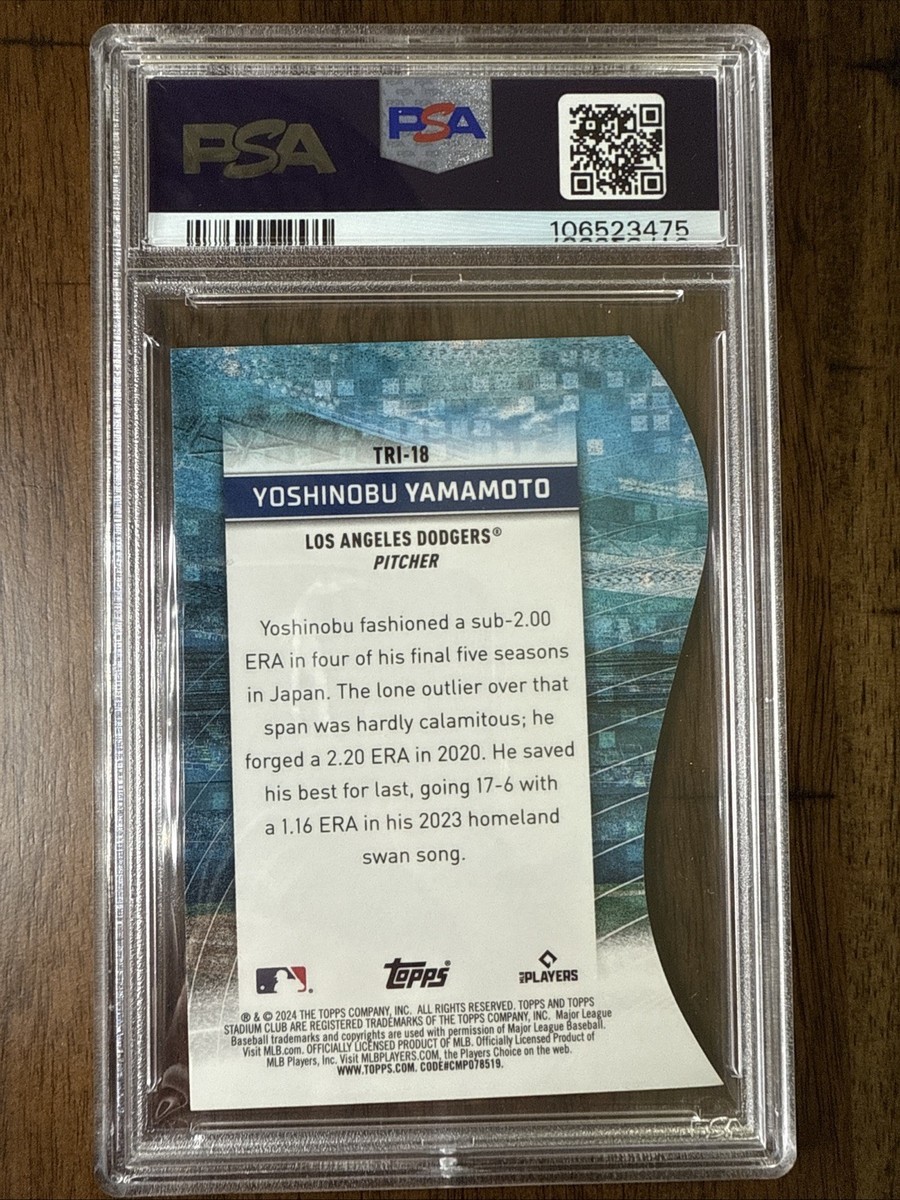 PSA
PSA
106523475
TRI-18
YOSHINOBU YAMAMOTO
LOS ANGELES DODGERS®
PITCHER
Yoshinobu fashioned a sub-2.00
ERA in four of his final five seasons
in Japan. The lone outlier over that
span was hardly calamitous; he
forged a 2.20 ERA in 2020. He saved
his best for last, going 17-6 with
a 1.16 ERA in his 2023 homeland
swan song.
Topps®
MLB PLAYERS
® & © 2024 THE TOPPS COMPANY, INC. ALL RIGHTS RESERVED. TOPPS AND TOPPS
STADIUM CLUB ARE REGISTERED TRADEMARKS OF THE TOPPS COMPANY, INC. Major League
Baseball trademarks and copyrights are used with permission of Major League Baseball.
Visit MLB.com. OFFICIALLY LICENSED PRODUCT OF MLB. Officially Licensed Product of
MLB Players, Inc. Visit MLBPLAYERS.COM, the Players Choice on the web.
WWW.TOPPS.COM. CODE#CMP078519.
PSA